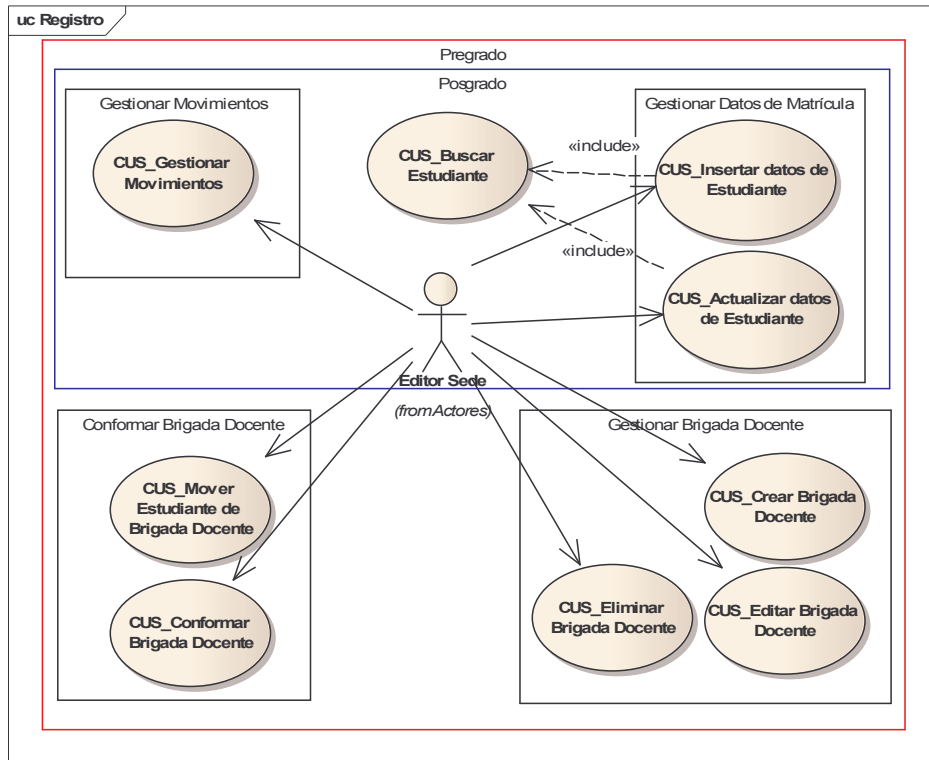 uc Registro
Pregrado
Posgrado
Gestionar Movimientos
CUS_Gestionar
Movimientos
CUS_Buscar
Estudiante
Gestionar Datos de Matrícula
«include»
CUS_Insertar datos de
Estudiante
«include»
CUS_Actualizar datos
de Estudiante
Editor Sede
(from Actores)
Conformar Brigada Docente
CUS_Mover
Estudiante de
Brigada Docente
CUS_Conformar
Brigada Docente
Gestionar Brigada Docente
CUS_Crear Brigada
Docente
CUS_Eliminar
Brigada Docente
CUS_Editar Brigada
Docente